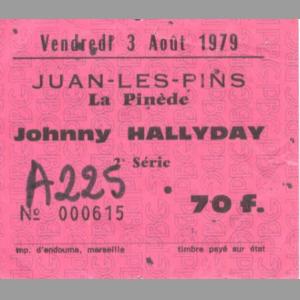 Vendredi 3 Août 1979
JUAN-LES-PINS
La Pinède
Johnny HALLYDAY
2e Série
A225
No 000615
70 f.
imp. d'endoume, marseille
timbre payé sur état